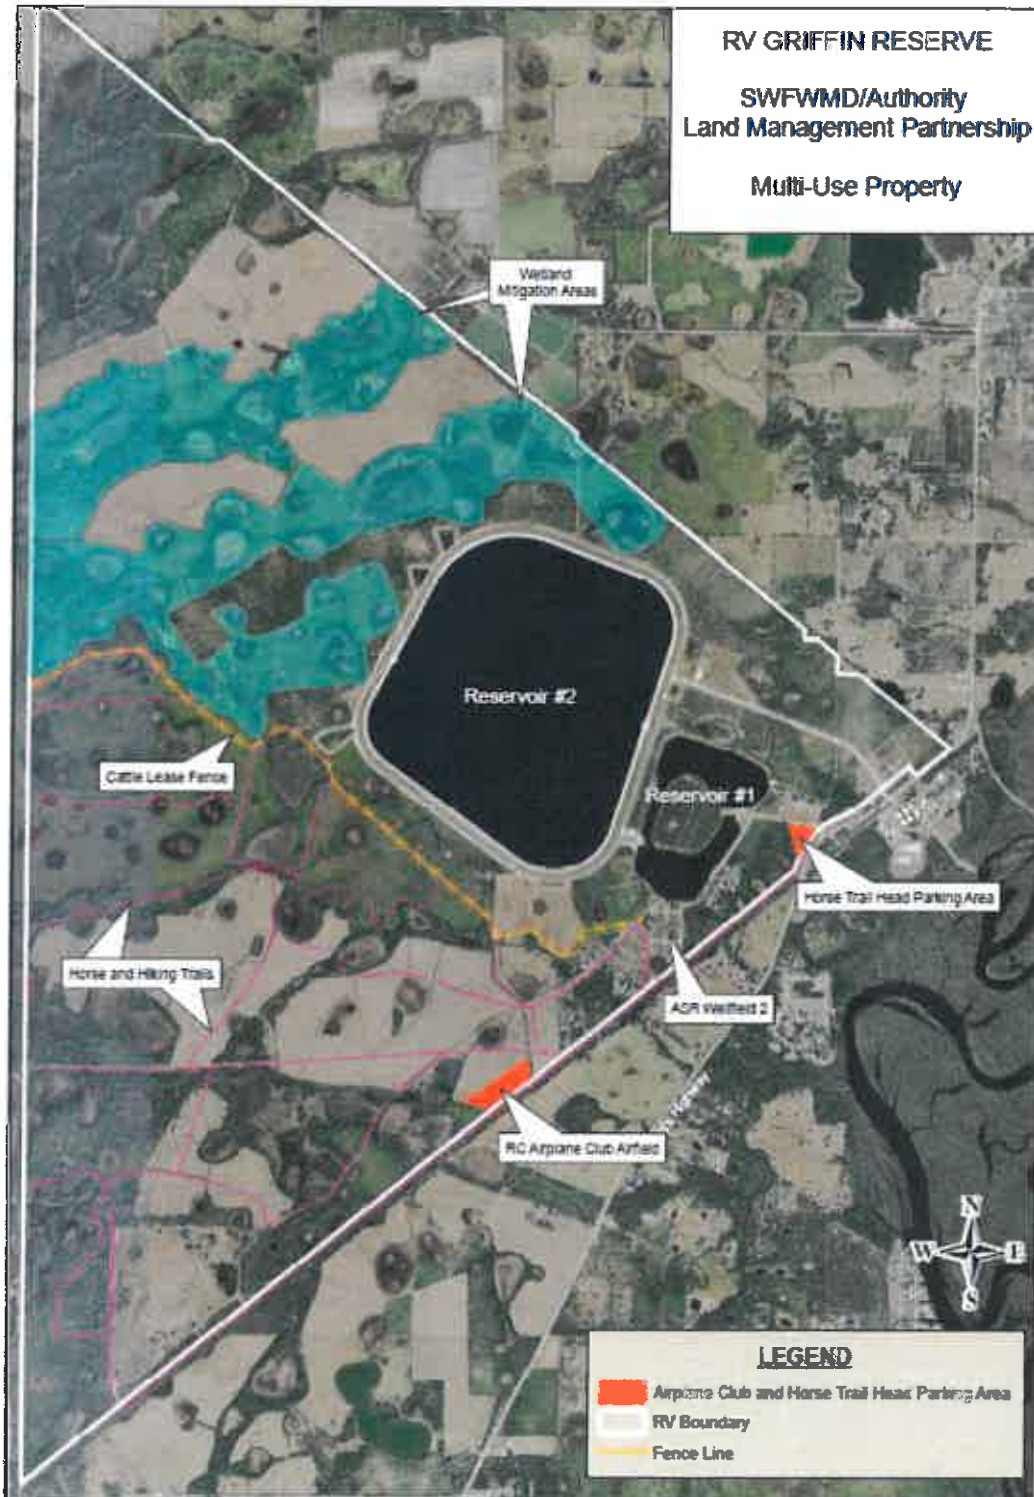 RV GRIFFIN RESERVE
SWFWMD/Authority
Land Management Partnership
Multi-Use Property
Wetland
Mitigation Areas
Reservoir #2
Cattle Lease Fence
Reservoir #1
Horse Trail Head Parking Area
Horse and Hiking Trails
ASR Wellfield 2
RC Airplane Club Airfield
N
W
E
S
LEGEND
Airplane Club and Horse Trail Head Parking Area
RV Boundary
Fence Line